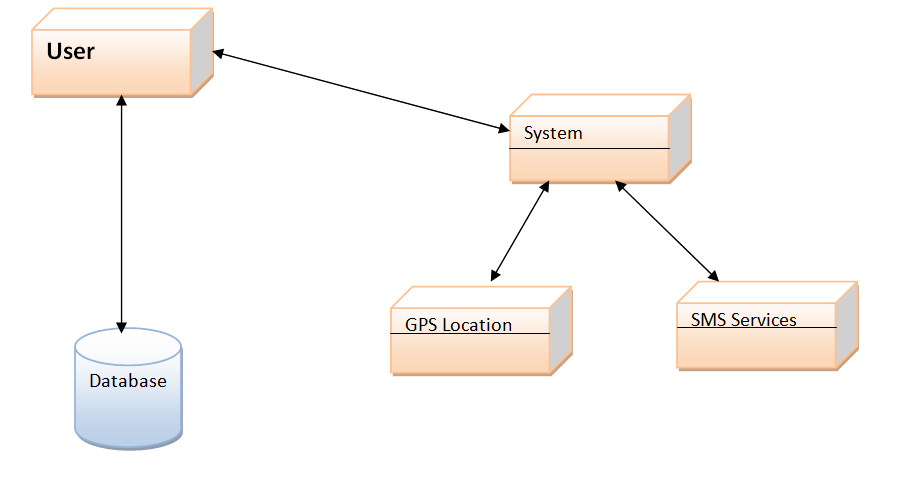 User
System
GPS Location
SMS Services
Database